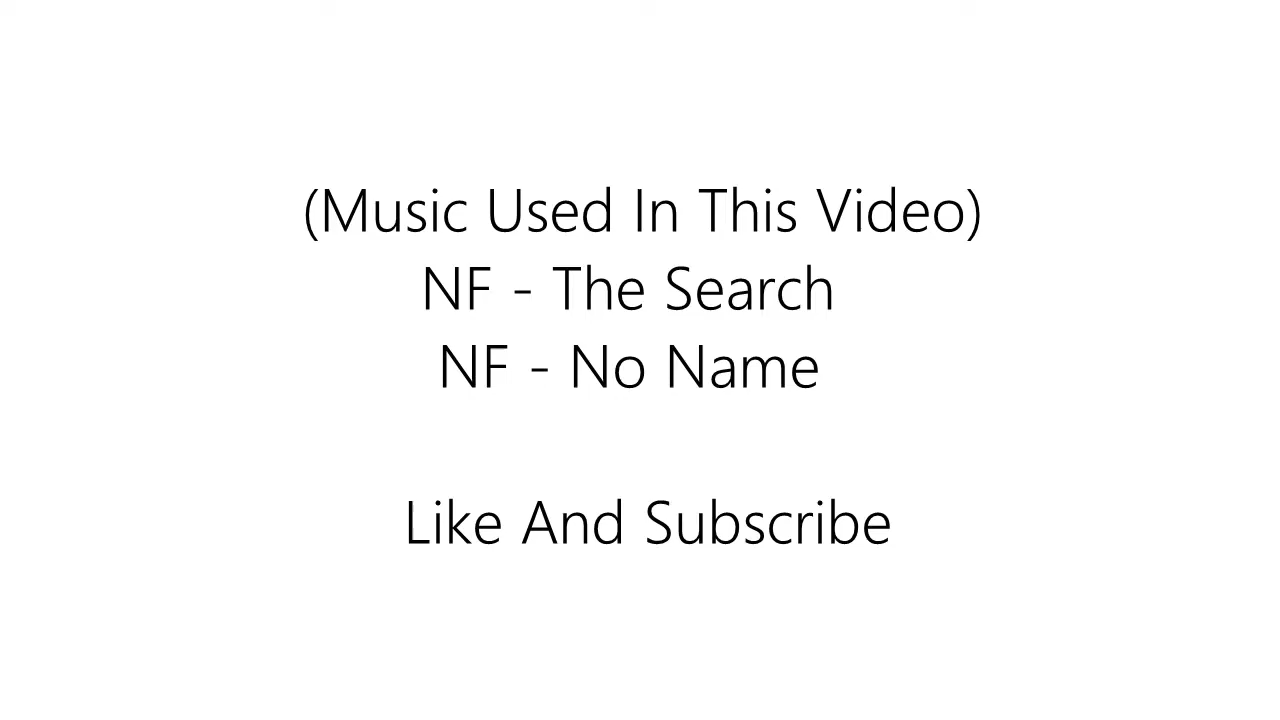 (Music Used In This Video)
NF - The Search
NF - No Name
Like And Subscribe